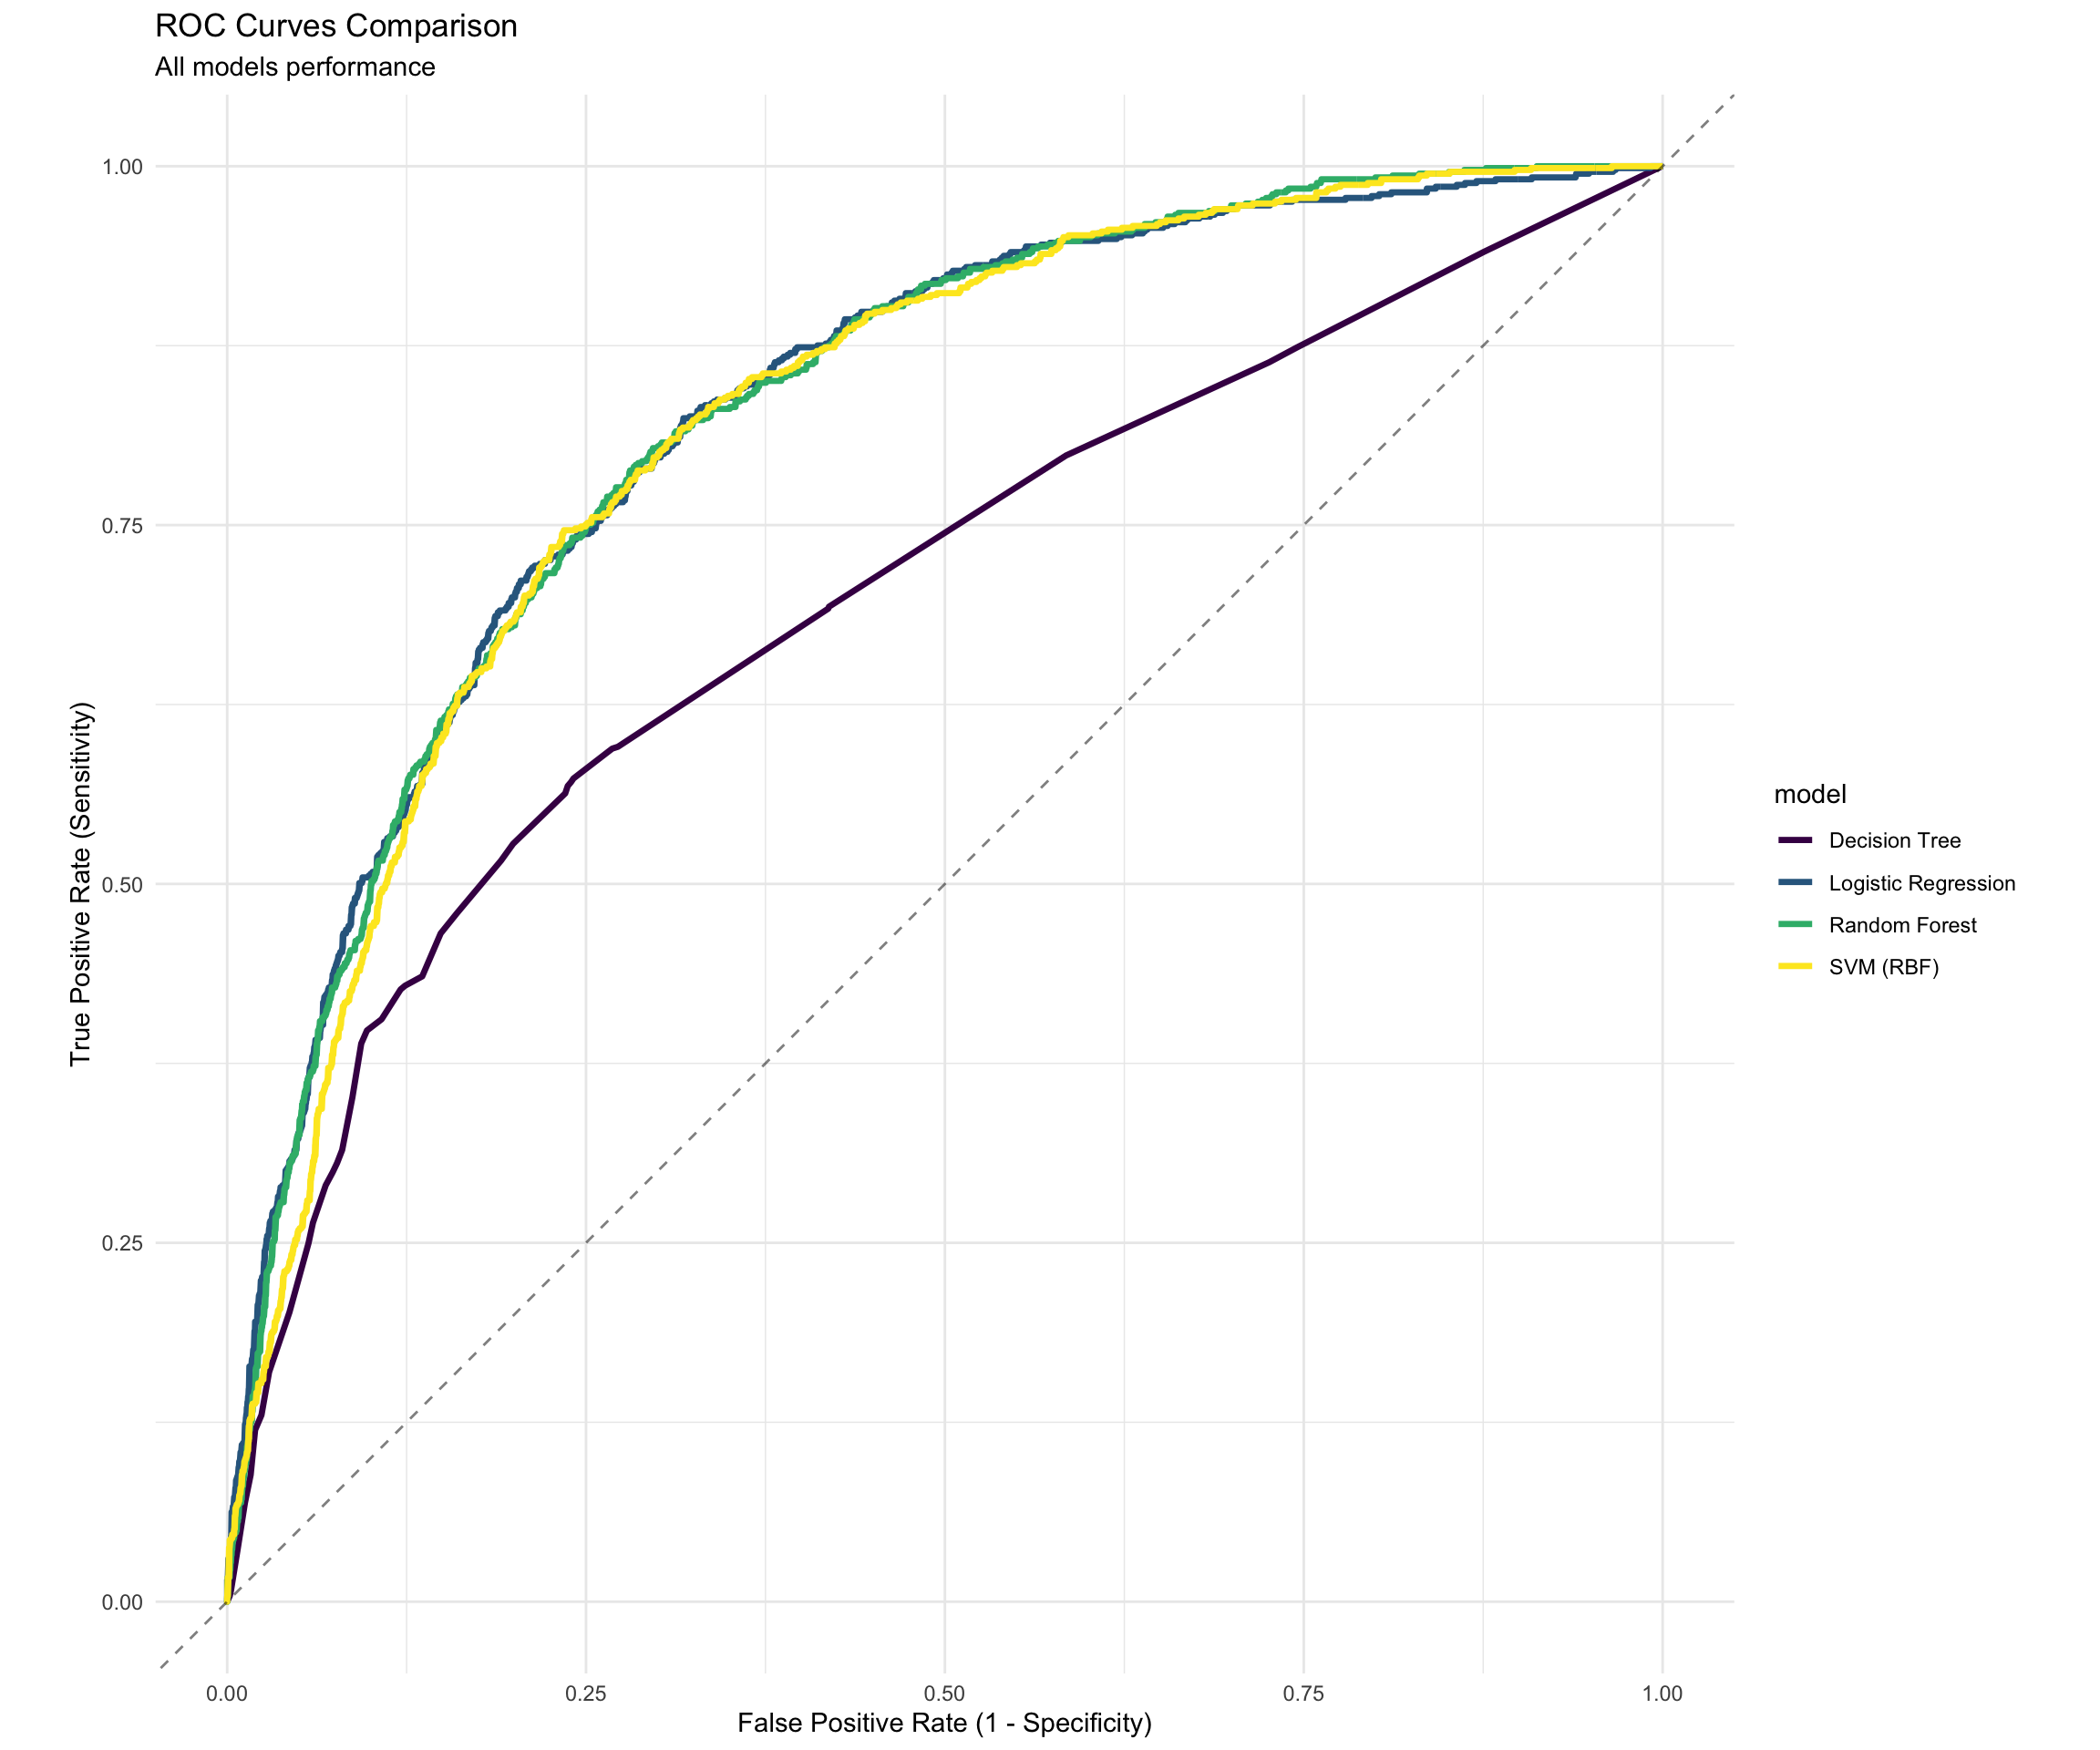 ROC Curves Comparison
All models performance
1.00
0.75
0.50
0.25
0.00
True Positive Rate (Sensitivity)
0.00 0.25 0.50 0.75 1.00
False Positive Rate (1 - Specificity)
model
Decision Tree
Logistic Regression
Random Forest
SVM (RBF)